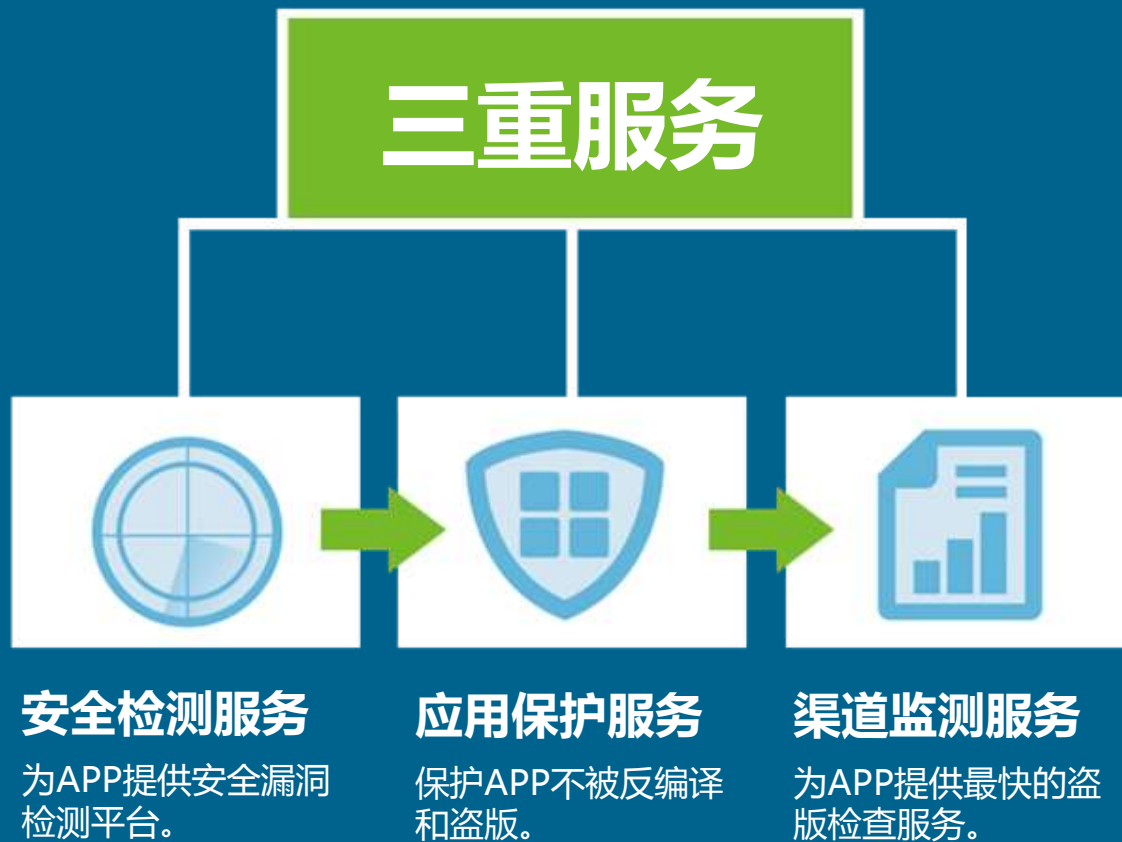 三重服务
安全检测服务
为APP提供安全漏洞
检测平台。
应用保护服务
保护APP不被反编译
和盗版。
渠道监测服务
为APP提供最快的盗
版检查服务。